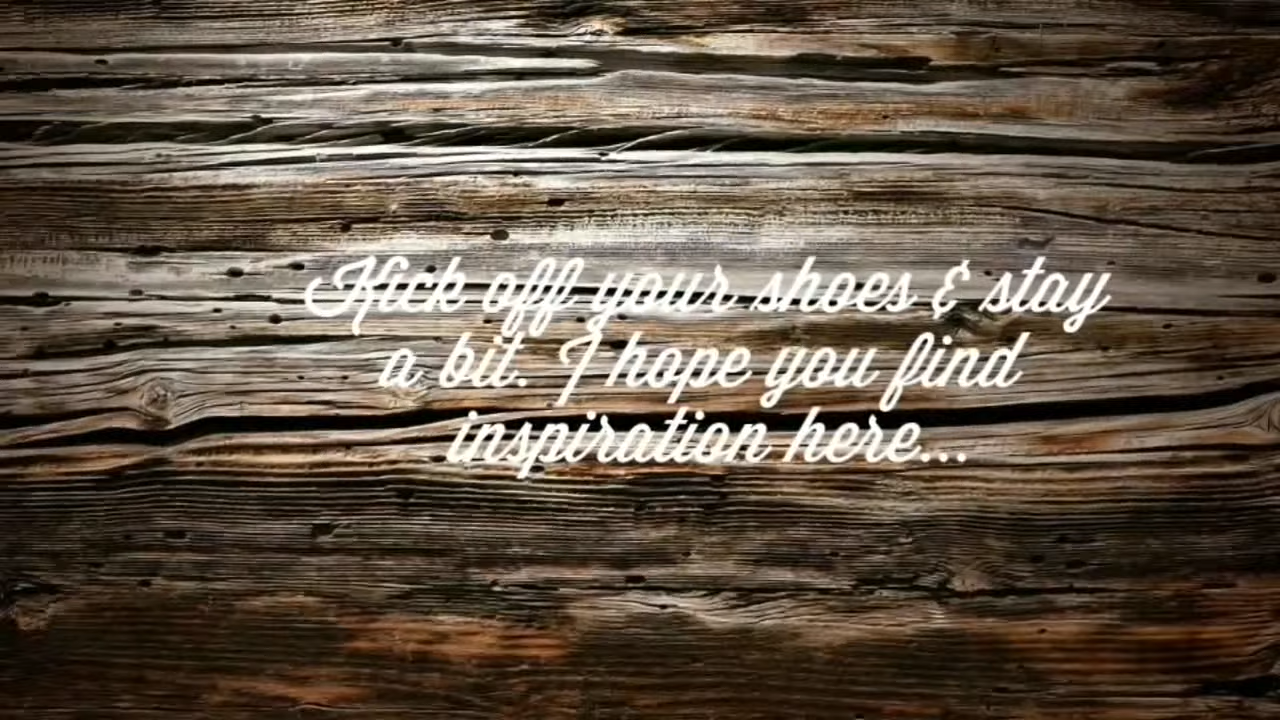 Kick off your shoes & stay
a bit. I hope you find
inspiration here...